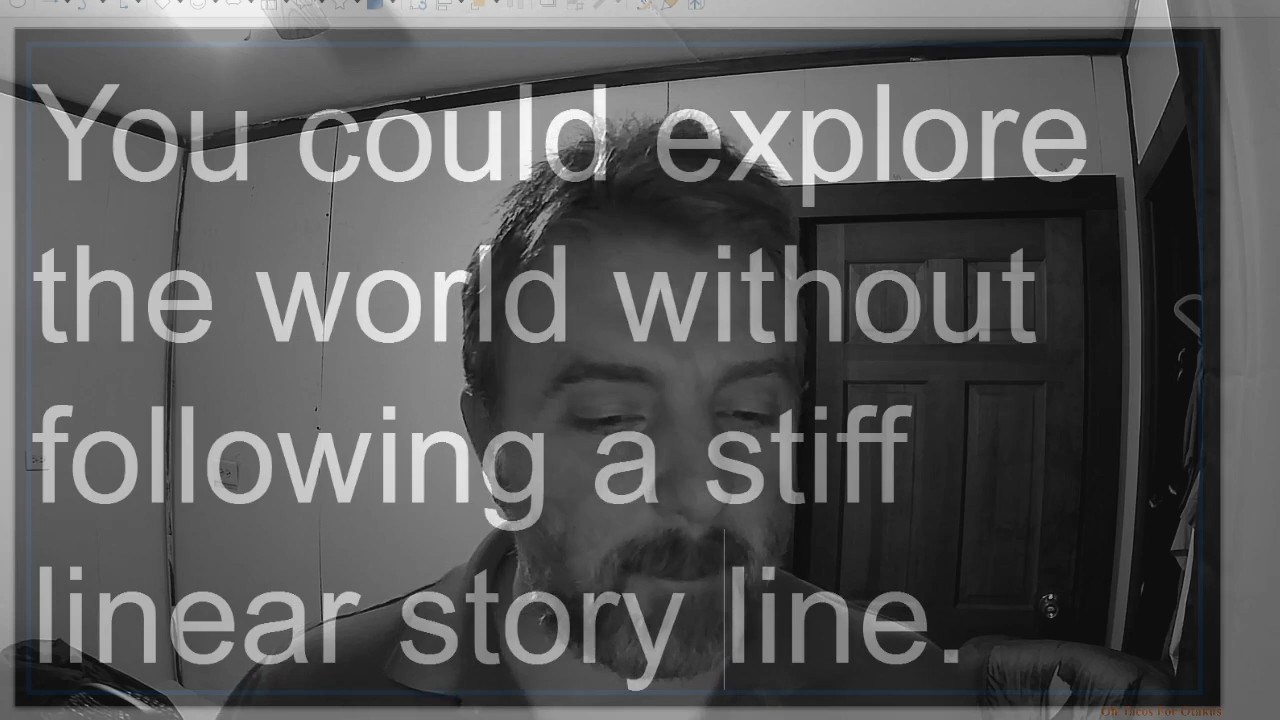 You could explore
the world without
following a stiff
linear story line.